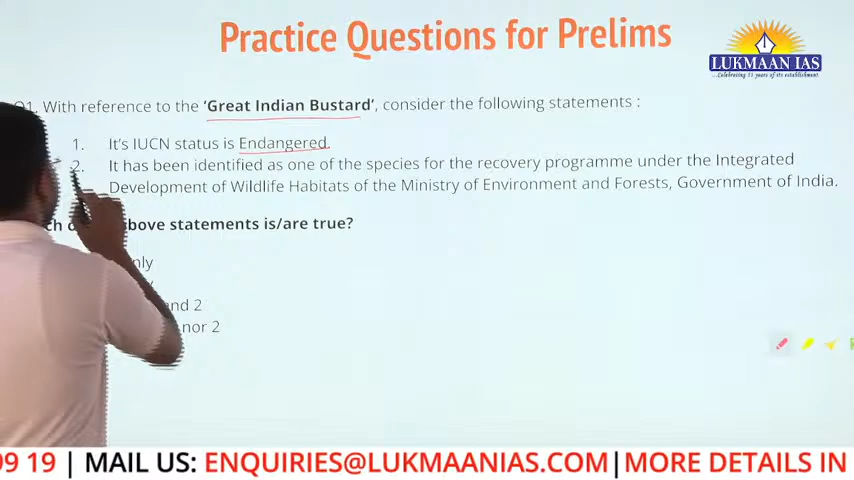 Practice Questions for Prelims
LUKMAAN IAS
...Celebrating 11 years of its establishment
Q1. With reference to the 'Great Indian Bustard', consider the following statements :
1. It's IUCN status is Endangered.
2. It has been identified as one of the species for the recovery programme under the Integrated
Development of Wildlife Habitats of the Ministry of Environment and Forests, Government of India.
above statements is/are true?
only
and 2
nor 2
99 19 | MAIL US: ENQUIRIES@LUKMAANIAS.COM|MORE DETAILS IN